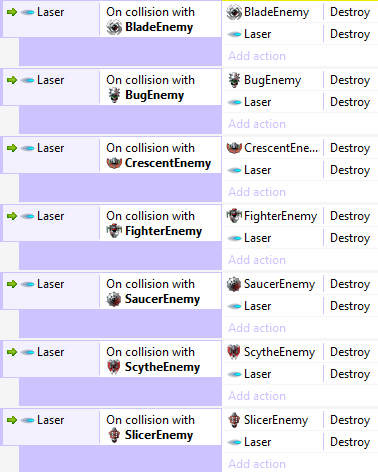 Laser On collision with BladeEnemy Destroy
BladeEnemy Laser Destroy
Add action
Laser On collision with BugEnemy Destroy
BugEnemy Laser Destroy
Add action
Laser On collision with CrescentEne... Destroy
CrescentEnemy Laser Destroy
Add action
Laser On collision with FighterEnemy Destroy
FighterEnemy Laser Destroy
Add action
Laser On collision with SaucerEnemy Destroy
SaucerEnemy Laser Destroy
Add action
Laser On collision with ScytheEnemy Destroy
ScytheEnemy Laser Destroy
Add action
Laser On collision with SlicerEnemy Destroy
SlicerEnemy Laser Destroy
Add action